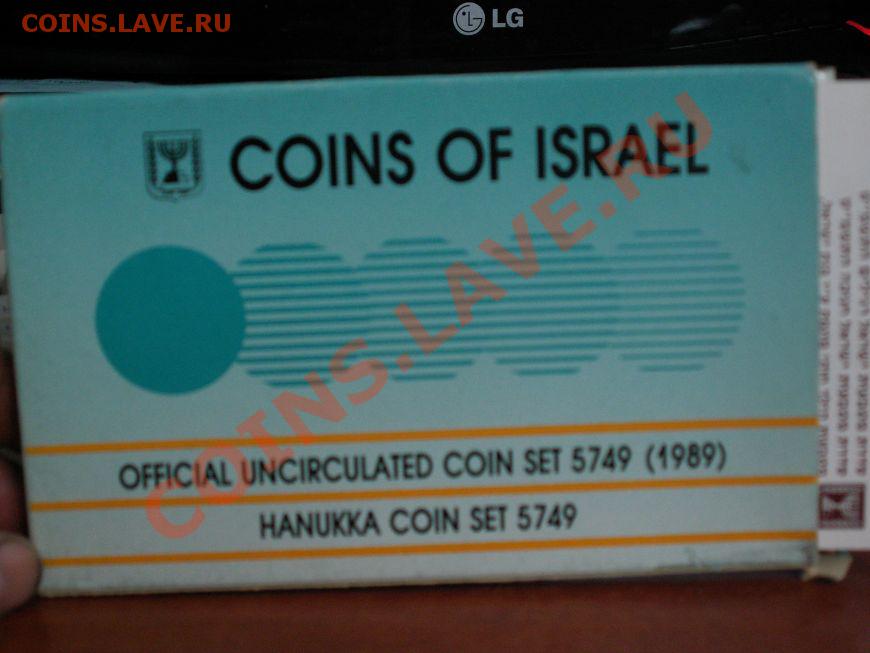 COINS.LAVE.RU
LG
COINS OF ISRAEL
COINS.LAVE.RU
OFFICIAL UNCIRCULATED COIN SET 5749 (1989)
HANUKKA COIN SET 5749